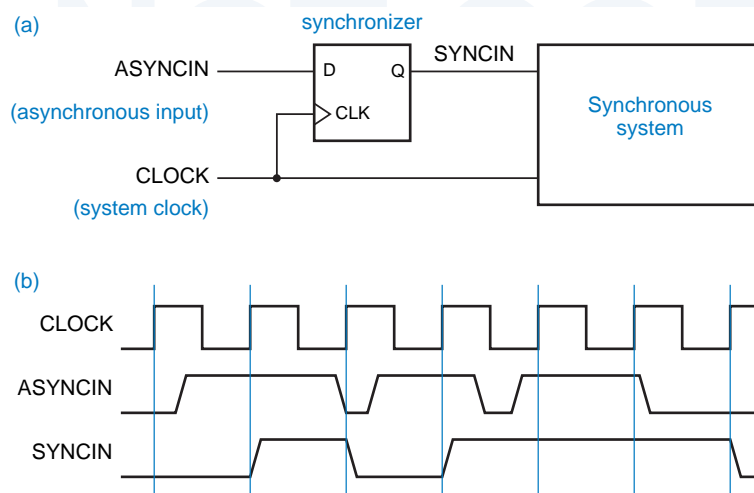 (a)
synchronizer
ASYNCIN
D
Q
SYNCIN
(asynchronous input)
CLK
Synchronous
system
CLOCK
(system clock)
(b)
CLOCK
ASYNCIN
SYNCIN